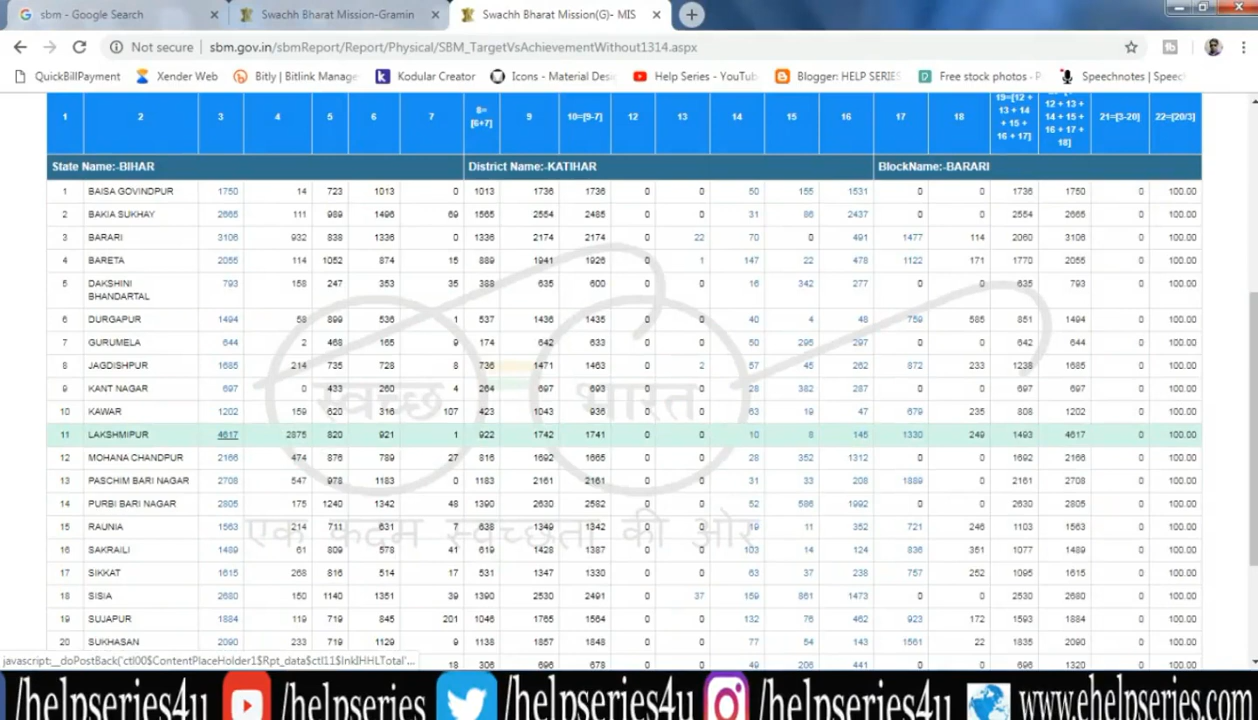 sbm - Google Search
Swachh Bharat Mission-Gramin
Swachh Bharat Mission(G)- MIS
Not secure | sbm.gov.in/sbmReport/Report/Physical/SBM_TargetVsAchievementWithout1314.aspx
QuickBillPayment Xender Web Bitly | Bitlink Manage Kodular Creator Icons - Material Desi Help Series - YouTub Blogger: HELP SERIES Free stock photos - P Speechnotes | Speec
1 2 3 4 5 6 7 8= [6+7] 9 10=[9-7] 12 13 14 15 16 17 18 19=[12 + 13 + 14 + 15 + 16 + 17] 12 + 13 + 14 + 15 + 16 + 17 + 18] 21=[3-20] 22=[20/3]
State Name:-BIHAR District Name:-KATIHAR BlockName:-BARARI
1 BAISA GOVINDPUR 1750 14 723 1013 0 1013 1736 1736 0 0 50 155 1531 0 0 1736 1750 0 100.00
2 BAKIA SUKHAY 2665 111 989 1496 69 1565 2554 2485 0 0 31 86 2437 0 0 2554 2665 0 100.00
3 BARARI 3106 932 838 1336 0 1336 2174 2174 0 22 70 0 491 1477 114 2060 3106 0 100.00
4 BARETA 2055 114 1052 874 15 889 1941 1926 0 1 147 22 478 1122 171 1770 2055 0 100.00
5 DAKSHINI BHANDARTAL 793 158 247 353 35 388 635 600 0 0 16 342 277 0 0 635 793 0 100.00
6 DURGAPUR 1494 58 899 536 1 537 1436 1435 0 0 40 4 48 759 585 851 1494 0 100.00
7 GURUMELA 644 2 468 165 9 174 642 633 0 0 50 295 297 0 0 642 644 0 100.00
8 JAGDISHPUR 1685 214 735 728 8 736 1471 1463 0 2 57 45 262 872 233 1238 1685 0 100.00
9 KANT NAGAR 697 0 433 260 4 264 697 693 0 0 28 382 287 0 0 697 697 0 100.00
10 KAWAR 1202 159 620 316 107 423 1043 936 0 0 63 19 47 679 235 808 1202 0 100.00
11 LAKSHMIPUR 4617 2875 820 921 1 922 1742 1741 0 0 10 8 145 1330 249 1493 4617 0 100.00
12 MOHANA CHANDPUR 2166 474 876 789 27 816 1692 1665 0 0 28 352 1312 0 0 1692 2166 0 100.00
13 PASCHIM BARI NAGAR 2708 547 978 1183 0 1183 2161 2161 0 0 31 33 208 1889 0 2161 2708 0 100.00
14 PURBI BARI NAGAR 2805 175 1240 1342 48 1390 2630 2582 0 0 52 586 1992 0 0 2630 2805 0 100.00
15 RAUNIA 1563 214 711 631 7 638 1349 1342 0 0 19 11 352 721 246 1103 1563 0 100.00
16 SAKRAILI 1489 61 809 578 41 619 1428 1387 0 0 103 14 124 836 351 1077 1489 0 100.00
17 SIKKAT 1615 268 816 514 17 531 1347 1330 0 0 63 37 238 757 252 1095 1615 0 100.00
18 SISIA 2680 150 1140 1351 39 1390 2530 2491 0 37 159 861 1473 0 0 2530 2680 0 100.00
19 SUJAPUR 1884 119 719 845 201 1046 1765 1564 0 0 132 76 462 923 172 1593 1884 0 100.00
20 SUKHASAN 2090 233 719 1129 9 1138 1857 1848 0 0 77 54 143 1561 22 1835 2090 0 100.00
18 306 696 678 0 0 49 206 441 0 0 696 1320 0 100.00
स्वच्छ भारत
एक कदम स्वच्छता की ओर
javascript:__doPostBack('ctl00$ContentPlaceHolder1$Rpt_data$ctl11$lnkIHHLTotal'...
/helpseries4u /helpseries /helpseries4u /helpseries4u www.ehelpseries.com